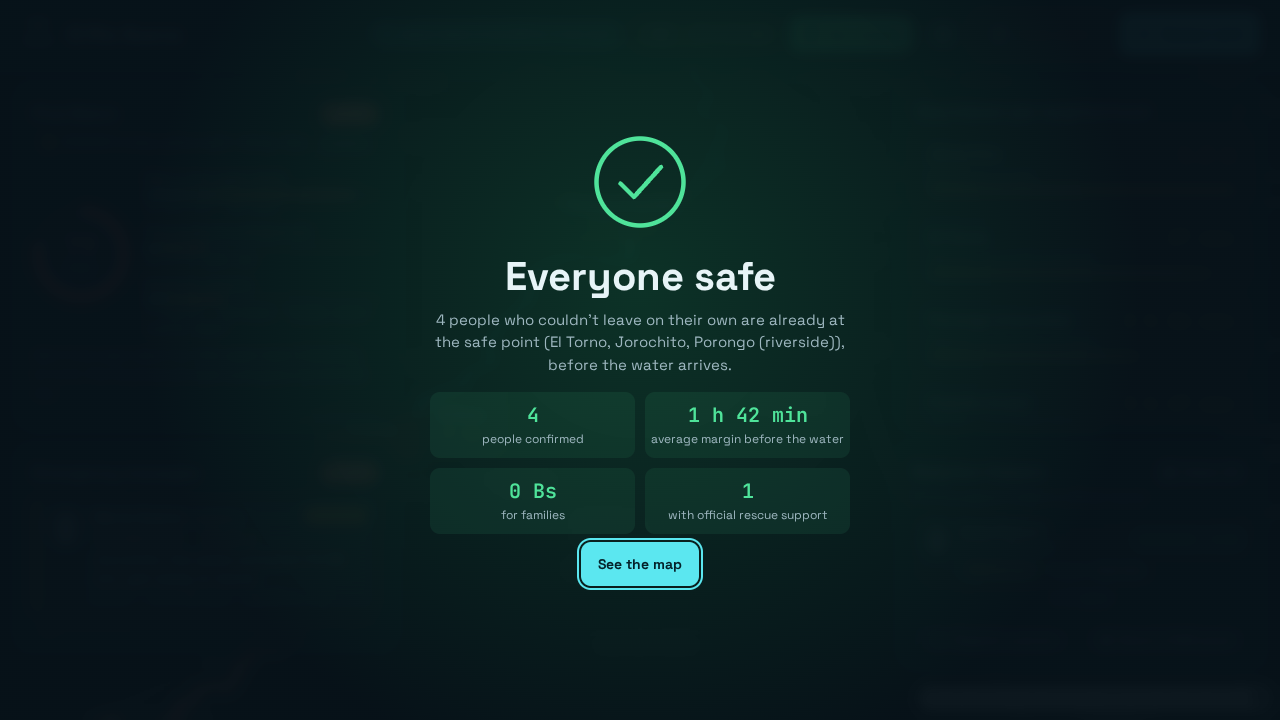 Everyone safe
4 people who couldn't leave on their own are already at
the safe point (El Torno, Jorochito, Porongo (riverside)),
before the water arrives.
4
people confirmed
1 h 42 min
average margin before the water
0 Bs
for families
1
with official rescue support
See the map